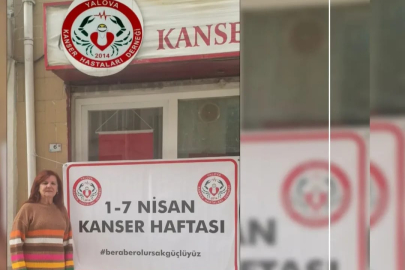 YALOVA
KANSER HASTALARI DERNEĞİ
2014
KANSE
1-7 NİSAN
KANSER HAFTASI
#beraberolursakgüçlüyüz